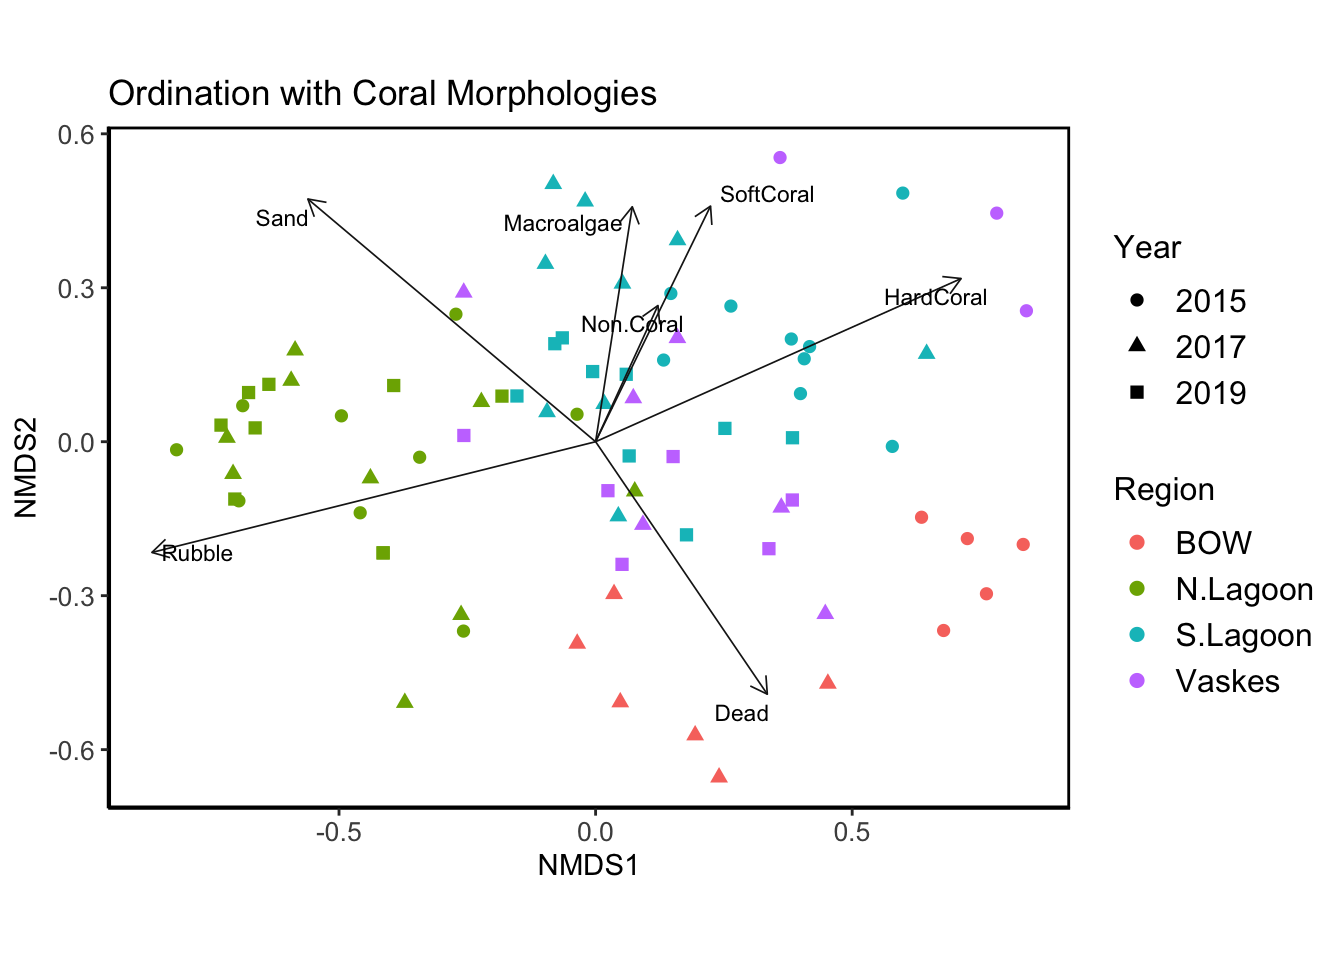 Ordination with Coral Morphologies
0.6
0.3
0.0
-0.3
-0.6
NMDS2
Sand
Macroalgae
SoftCoral
HardCoral
Non.Coral
Rubble
Dead
-0.5
0.0
0.5
NMDS1
Year
2015
2017
2019
Region
BOW
N.Lagoon
S.Lagoon
Vaskes